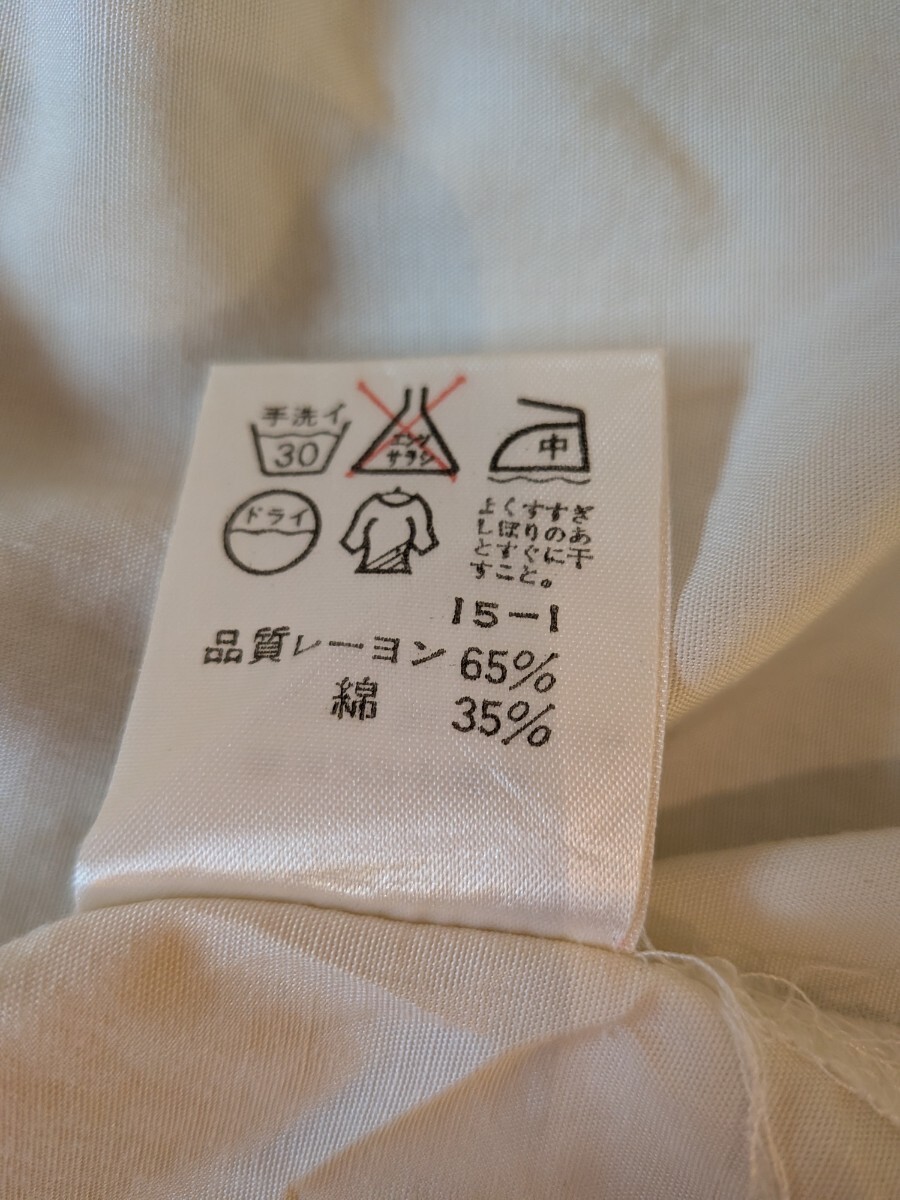 手洗イ
30
エンソ
サラシ
中
ドライ
よくすすぎ
しぼりのあ
とすぐに干
すこと。
15-1
品質レーヨン 65%
綿 35%